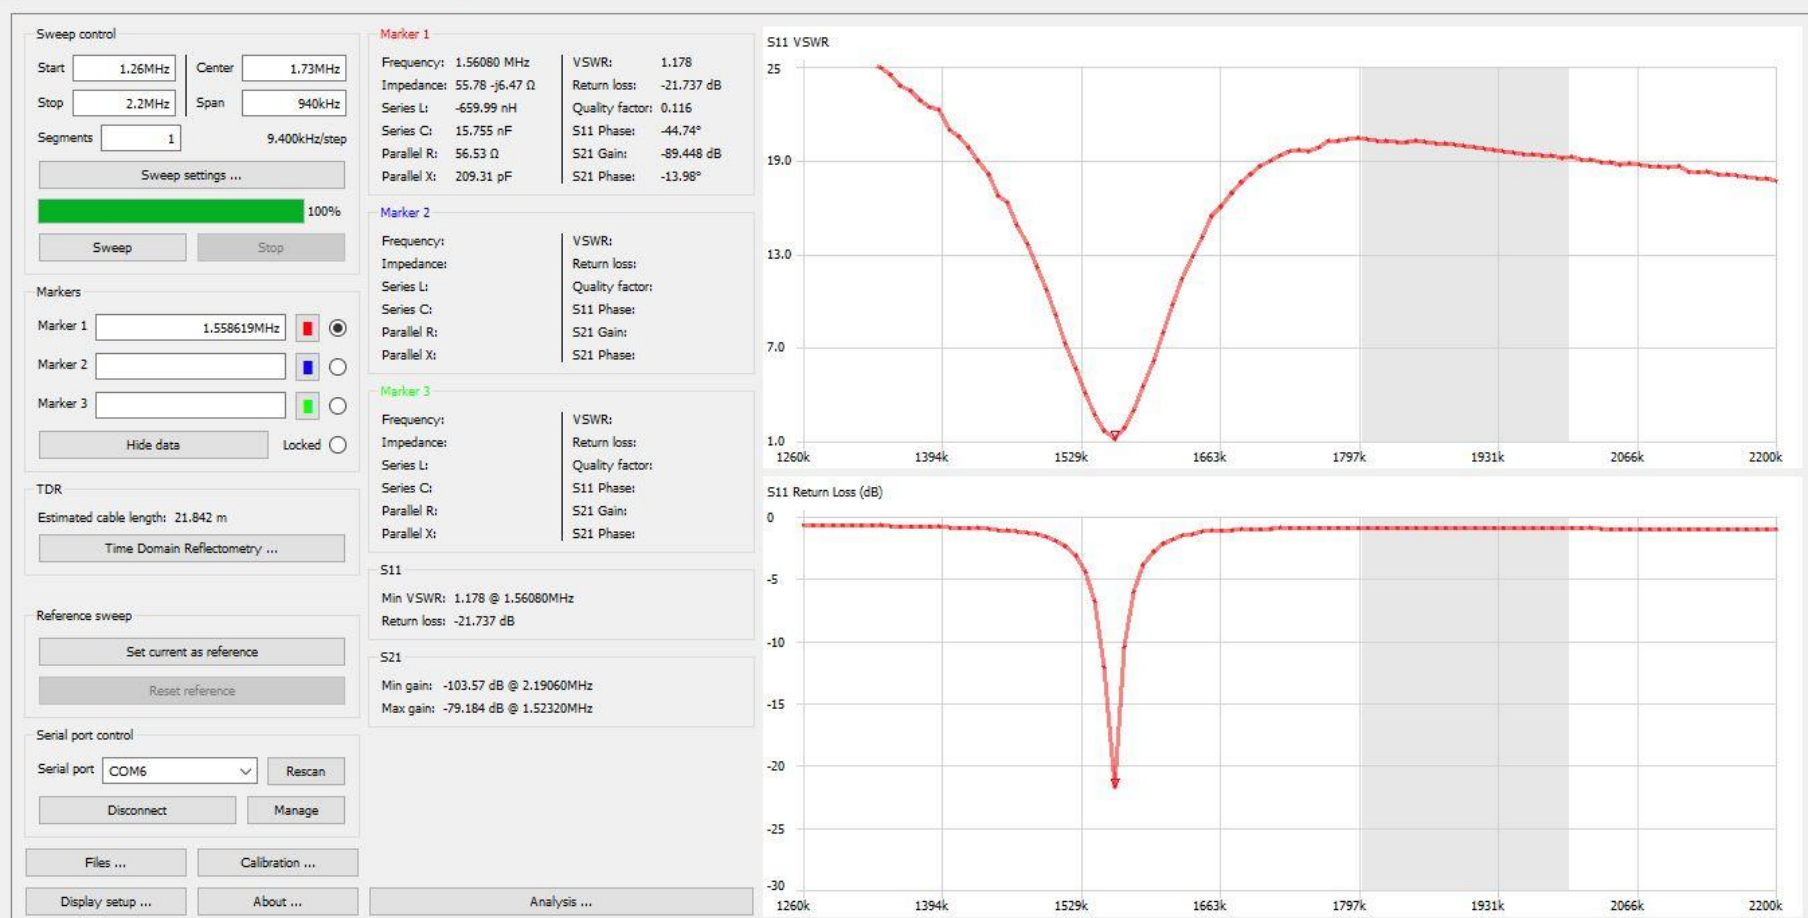 Sweep control
Start 1.26MHz Center 1.73MHz
Stop 2.2MHz Span 940kHz
Segments 1 9.400kHz/step
Sweep settings ...
100%
Sweep Stop
Markers
Marker 1 1.558619MHz
Marker 2
Marker 3
Hide data Locked
TDR
Estimated cable length: 21.842 m
Time Domain Reflectometry ...
Reference sweep
Set current as reference
Reset reference
Serial port control
Serial port COM6 Rescan
Disconnect Manage
Files ... Calibration ...
Display setup ... About ...
Marker 1
Frequency: 1.56080 MHz VSWR: 1.178
Impedance: 55.78 -j6.47 Ω Return loss: -21.737 dB
Series L: -659.99 nH Quality factor: 0.116
Series C: 15.755 nF S11 Phase: -44.74°
Parallel R: 56.53 Ω S21 Gain: -89.448 dB
Parallel X: 209.31 pF S21 Phase: -13.98°
Marker 2
Frequency: VSWR:
Impedance: Return loss:
Series L: Quality factor:
Series C: S11 Phase:
Parallel R: S21 Gain:
Parallel X: S21 Phase:
Marker 3
Frequency: VSWR:
Impedance: Return loss:
Series L: Quality factor:
Series C: S11 Phase:
Parallel R: S21 Gain:
Parallel X: S21 Phase:
S11
Min VSWR: 1.178 @ 1.56080MHz
Return loss: -21.737 dB
S21
Min gain: -103.57 dB @ 2.19060MHz
Max gain: -79.184 dB @ 1.52320MHz
Analysis ...
S11 VSWR
25
19.0
13.0
7.0
1.0
1260k 1394k 1529k 1663k 1797k 1931k 2066k 2200k
S11 Return Loss (dB)
0
-5
-10
-15
-20
-25
-30
1260k 1394k 1529k 1663k 1797k 1931k 2066k 2200k